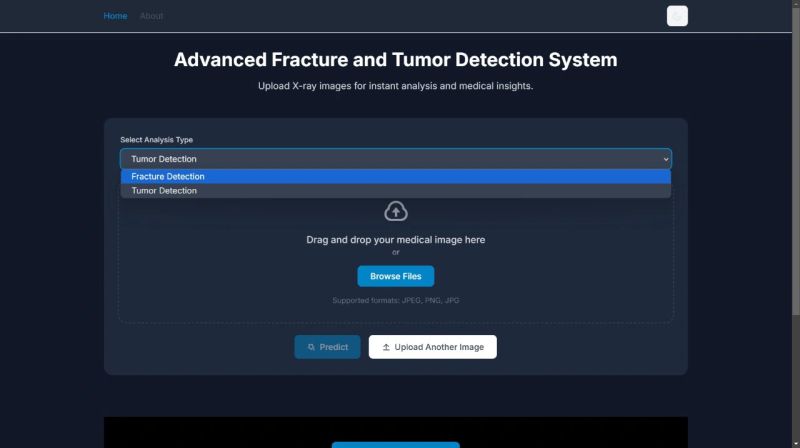 Home About
Advanced Fracture and Tumor Detection System
Upload X-ray images for instant analysis and medical insights.
Select Analysis Type
Tumor Detection
Fracture Detection
Tumor Detection
Drag and drop your medical image here
or
Browse Files
Supported formats: JPEG, PNG, JPG
Predict Upload Another Image